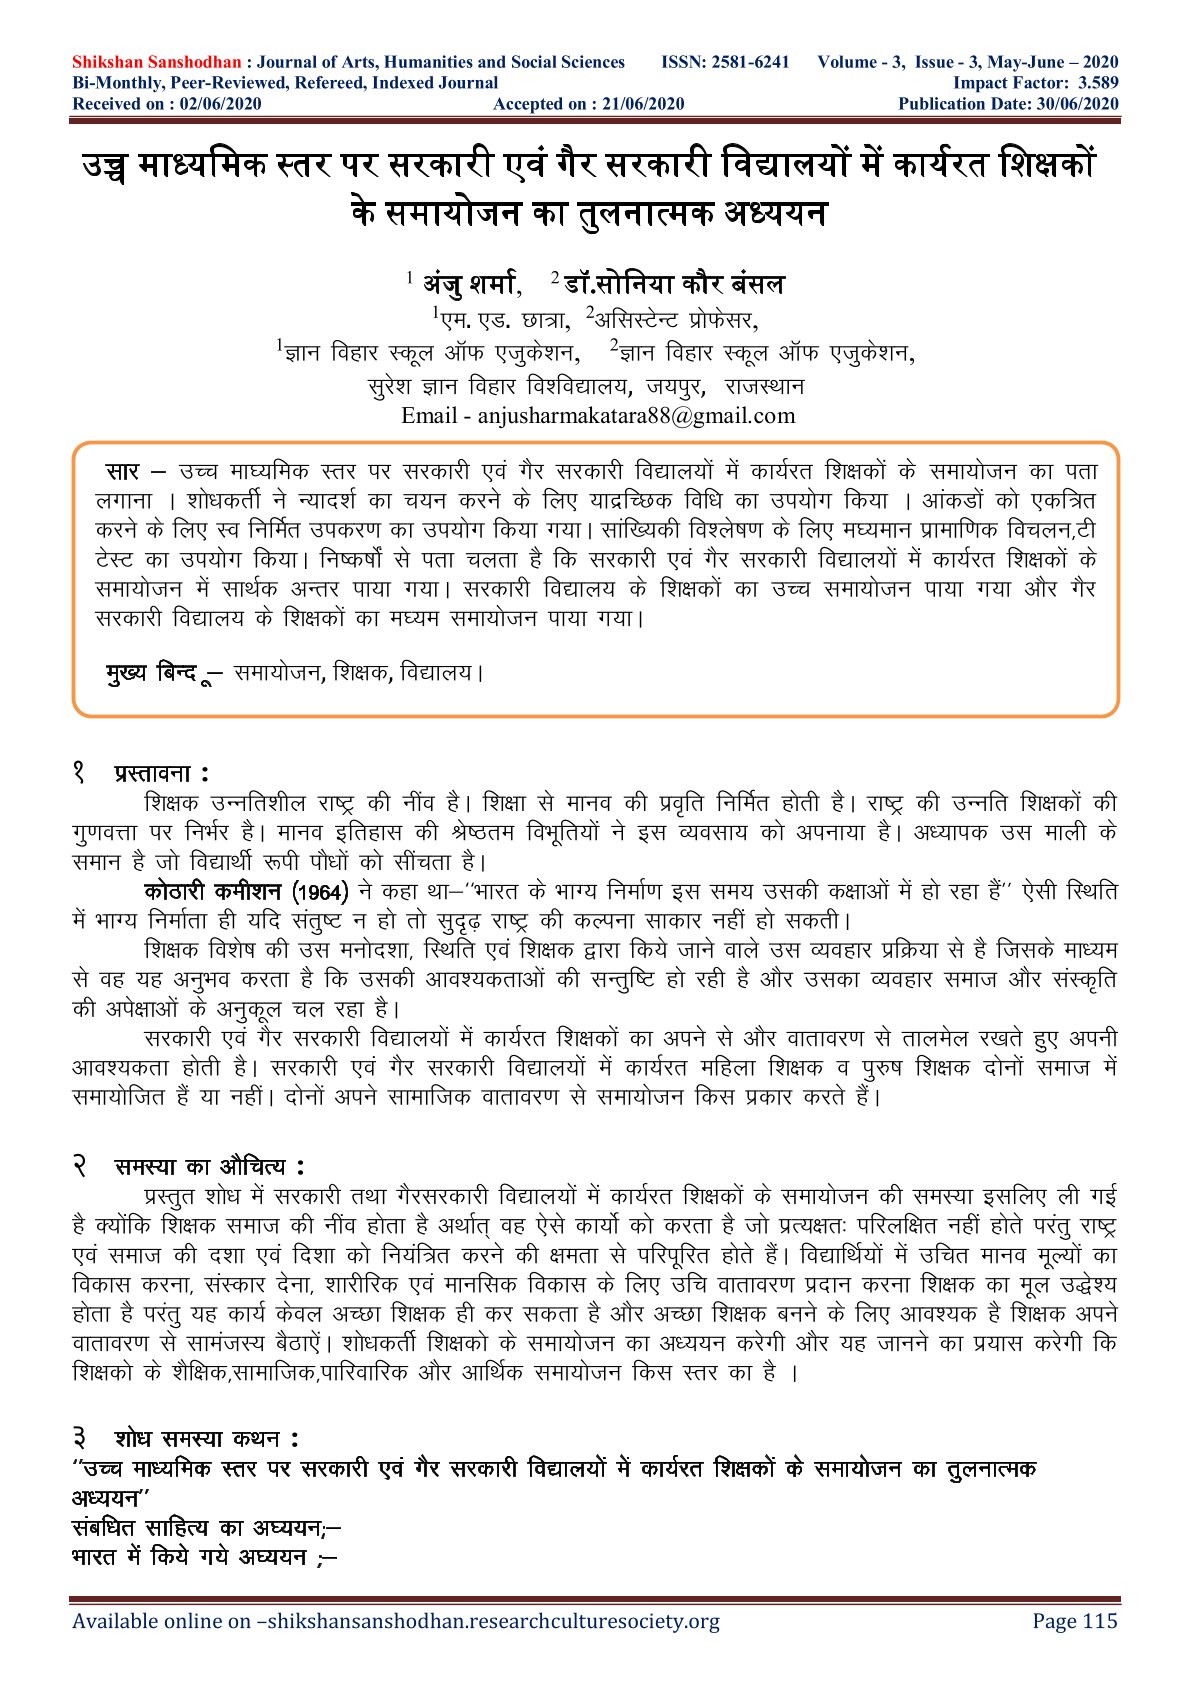 Shikshan Sanshodhan : Journal of Arts, Humanities and Social Sciences ISSN: 2581-6241 Volume - 3, Issue - 3, May-June – 2020
Bi-Monthly, Peer-Reviewed, Refereed, Indexed Journal Impact Factor: 3.589
Received on : 02/06/2020 Accepted on : 21/06/2020 Publication Date: 30/06/2020
उच्च माध्यमिक स्तर पर सरकारी एवं गैर सरकारी विद्यालयों में कार्यरत शिक्षकों
के समायोजन का तुलनात्मक अध्ययन
1 अंजु शर्मा, 2 डॉ.सोनिया कौर बंसल
1एम. एड. छात्रा, 2असिस्टेन्ट प्रोफेसर,
1ज्ञान विहार स्कूल ऑफ एजुकेशन, 2ज्ञान विहार स्कूल ऑफ एजुकेशन,
सुरेश ज्ञान विहार विश्वविद्यालय, जयपुर, राजस्थान
Email - anjusharmakatara88@gmail.com
सार – उच्च माध्यमिक स्तर पर सरकारी एवं गैर सरकारी विद्यालयों में कार्यरत शिक्षकों के समायोजन का पता
लगाना । शोधकर्ती ने न्यादर्श का चयन करने के लिए याद्रच्छिक विधि का उपयोग किया । आंकडों को एकत्रित
करने के लिए स्व निर्मित उपकरण का उपयोग किया गया। सांख्यिकी विश्लेषण के लिए मघ्यमान प्रामाणिक विचलन,टी
टेस्ट का उपयोग किया। निष्कर्षों से पता चलता है कि सरकारी एवं गैर सरकारी विद्यालयों में कार्यरत शिक्षकों के
समायोजन में सार्थक अन्तर पाया गया। सरकारी विद्यालय के शिक्षकों का उच्च समायोजन पाया गया और गैर
सरकारी विद्यालय के शिक्षकों का मध्यम समायोजन पाया गया।
मुख्य बिन्दू – समायोजन, शिक्षक, विद्यालय।
१ प्रस्तावना :
शिक्षक उन्नतिशील राष्ट्र की नींव है। शिक्षा से मानव की प्रवृति निर्मित होती है। राष्ट्र की उन्नति शिक्षकों की
गुणवत्ता पर निर्भर है। मानव इतिहास की श्रेष्ठतम विभूतियों ने इस व्यवसाय को अपनाया है। अध्यापक उस माली के
समान है जो विद्यार्थी रूपी पौधों को सींचता है।
कोठारी कमीशन (1964) ने कहा था–‘‘भारत के भाग्य निर्माण इस समय उसकी कक्षाओं में हो रहा हैं’’ ऐसी स्थिति
में भाग्य निर्माता ही यदि संतुष्ट न हो तो सुदृढ़ राष्ट्र की कल्पना साकार नहीं हो सकती।
शिक्षक विशेष की उस मनोदशा, स्थिति एवं शिक्षक द्वारा किये जाने वाले उस व्यवहार प्रक्रिया से है जिसके माध्यम
से वह यह अनुभव करता है कि उसकी आवश्यकताओं की सन्तुष्टि हो रही है और उसका व्यवहार समाज और संस्कृति
की अपेक्षाओं के अनुकूल चल रहा है।
सरकारी एवं गैर सरकारी विद्यालयों में कार्यरत शिक्षकों का अपने से और वातावरण से तालमेल रखते हुए अपनी
आवश्यकता होती है। सरकारी एवं गैर सरकारी विद्यालयों में कार्यरत महिला शिक्षक व पुरुष शिक्षक दोनों समाज में
समायोजित हैं या नहीं। दोनों अपने सामाजिक वातावरण से समायोजन किस प्रकार करते हैं।
२ समस्या का औचित्य :
प्रस्तुत शोध में सरकारी तथा गैरसरकारी विद्यालयों में कार्यरत शिक्षकों के समायोजन की समस्या इसलिए ली गई
है क्योंकि शिक्षक समाज की नींव होता है अर्थात् वह ऐसे कार्यो को करता है जो प्रत्यक्षतः परिलक्षित नहीं होते परंतु राष्ट्र
एवं समाज की दशा एवं दिशा को नियंत्रित करने की क्षमता से परिपूरित होते हैं। विद्यार्थियों में उचित मानव मूल्यों का
विकास करना, संस्कार देना, शारीरिक एवं मानसिक विकास के लिए उचि वातावरण प्रदान करना शिक्षक का मूल उद्धेश्य
होता है परंतु यह कार्य केवल अच्छा शिक्षक ही कर सकता है और अच्छा शिक्षक बनने के लिए आवश्यक है शिक्षक अपने
वातावरण से सामंजस्य बैठाऐं। शोधकर्ती शिक्षको के समायोजन का अध्ययन करेगी और यह जानने का प्रयास करेगी कि
शिक्षको के शैक्षिक,सामाजिक,पारिवारिक और आर्थिक समायोजन किस स्तर का है ।
३ शोध समस्या कथन :
‘‘उच्च माध्यमिक स्तर पर सरकारी एवं गैर सरकारी विद्यालयों में कार्यरत शिक्षकों के समायोजन का तुलनात्मक
अध्ययन’’
संबधित साहित्य का अघ्ययन;–
भारत में किये गये अघ्ययन ;–
Available online on –shikshansanshodhan.researchculturesociety.org Page 115